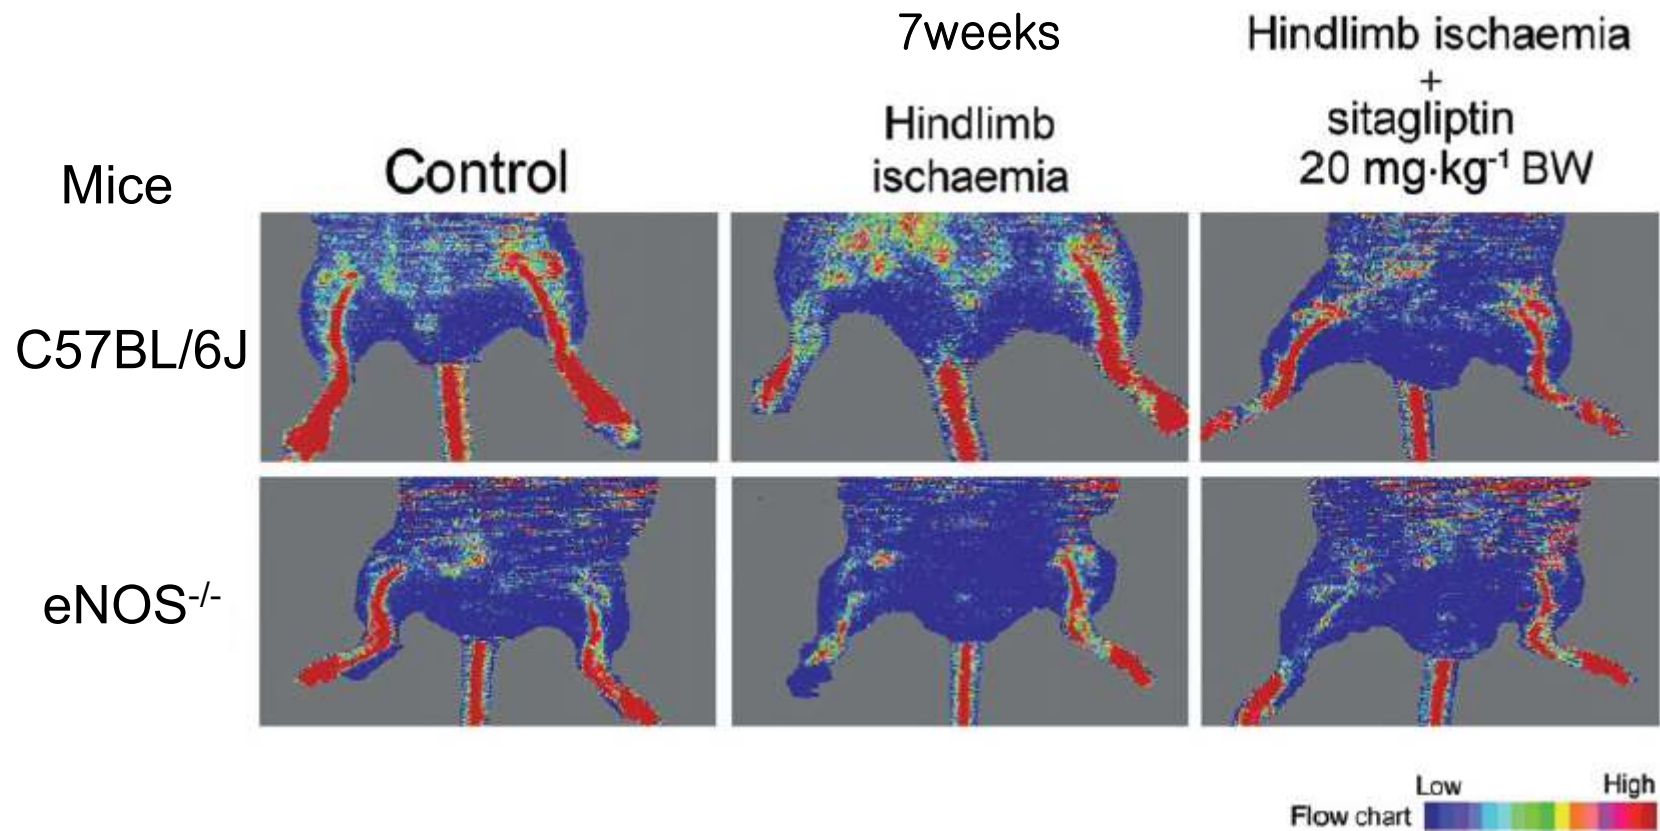 7weeks
Hindlimb ischaemia
+
sitagliptin
20 mg·kg⁻¹ BW
Hindlimb
ischaemia
Control
Mice
C57BL/6J
eNOS⁻/⁻
Low
High
Flow chart